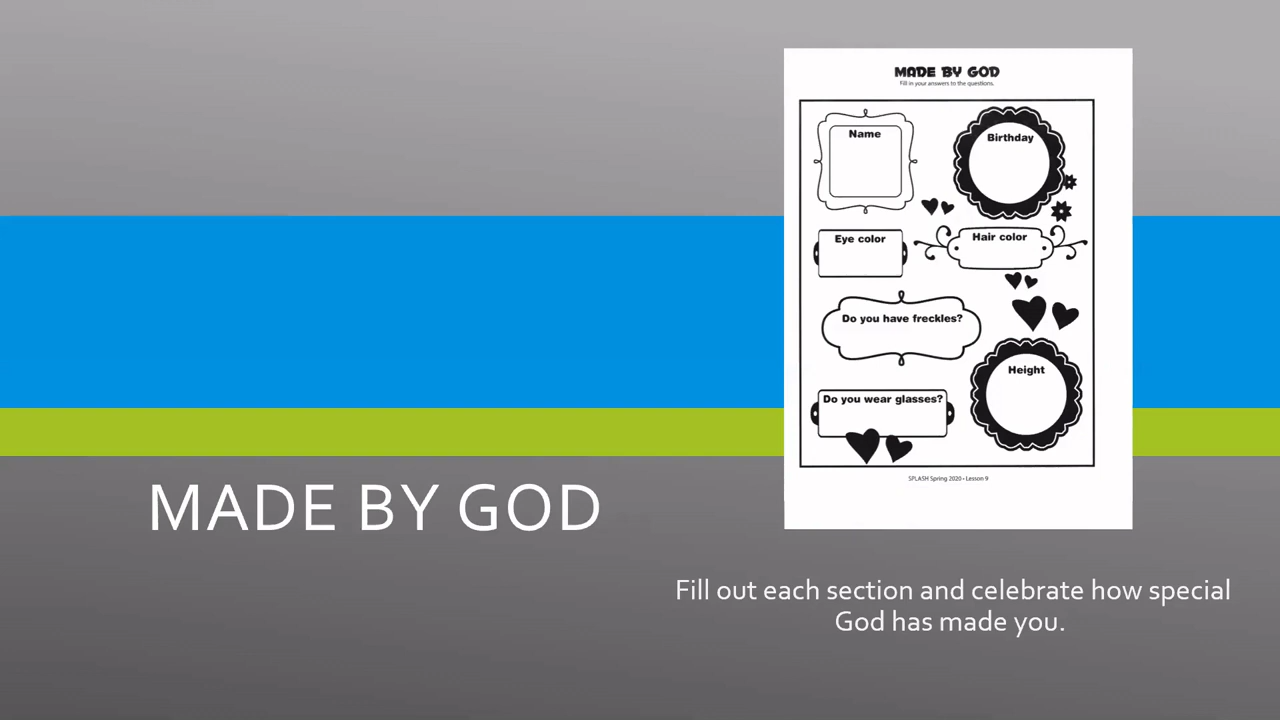 MADE BY GOD
Fill in your answers to the questions.
Name
Birthday
Eye color
Hair color
Do you have freckles?
Height
Do you wear glasses?
SPLASH Spring 2020 • Lesson 9
MADE BY GOD
Fill out each section and celebrate how special
God has made you.